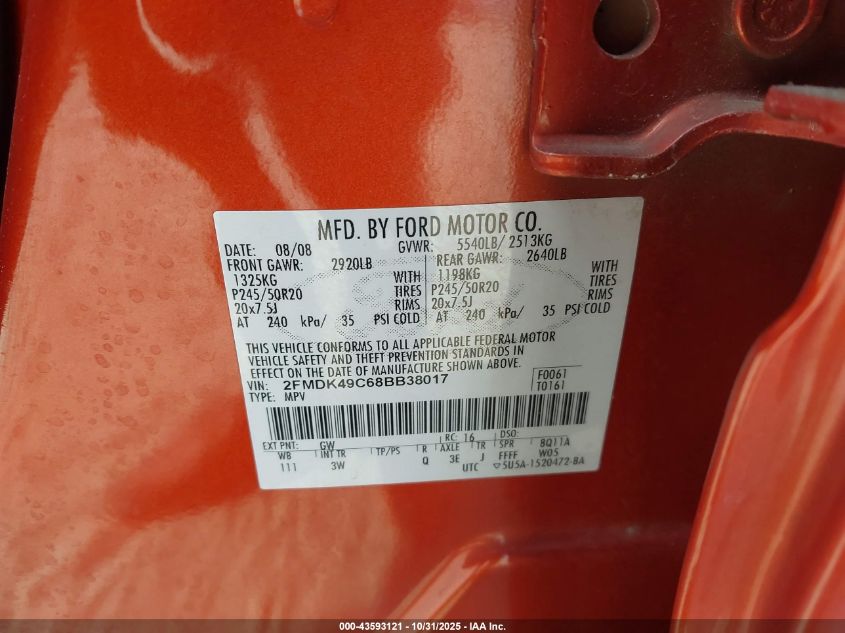 MFD. BY FORD MOTOR CO.
DATE: 08/08 GVWR: 5540LB/ 2513KG
FRONT GAWR: 2920LB REAR GAWR: 2640LB
1325KG WITH 1198KG WITH
P245/50R20 TIRES P245/50R20 TIRES
20x7.5J RIMS 20x7.5J RIMS
AT 240 kPa/ 35 PSI COLD AT 240 kPa/ 35 PSI COLD
THIS VEHICLE CONFORMS TO ALL APPLICABLE FEDERAL MOTOR
VEHICLE SAFETY AND THEFT PREVENTION STANDARDS IN
EFFECT ON THE DATE OF MANUFACTURE SHOWN ABOVE.
VIN: 2FMDK49C68BB38017 F0061
TYPE: MPV T0161
EXT PNT: GW RC: 16 DSO:
WB INT TR TP/PS R AXLE TR SPR 8Q11A
111 3W Q 3E J FFFF W05
UTC ▽5U5A-1520472-BA
000-43593121 - 10/31/2025 - IAA Inc.